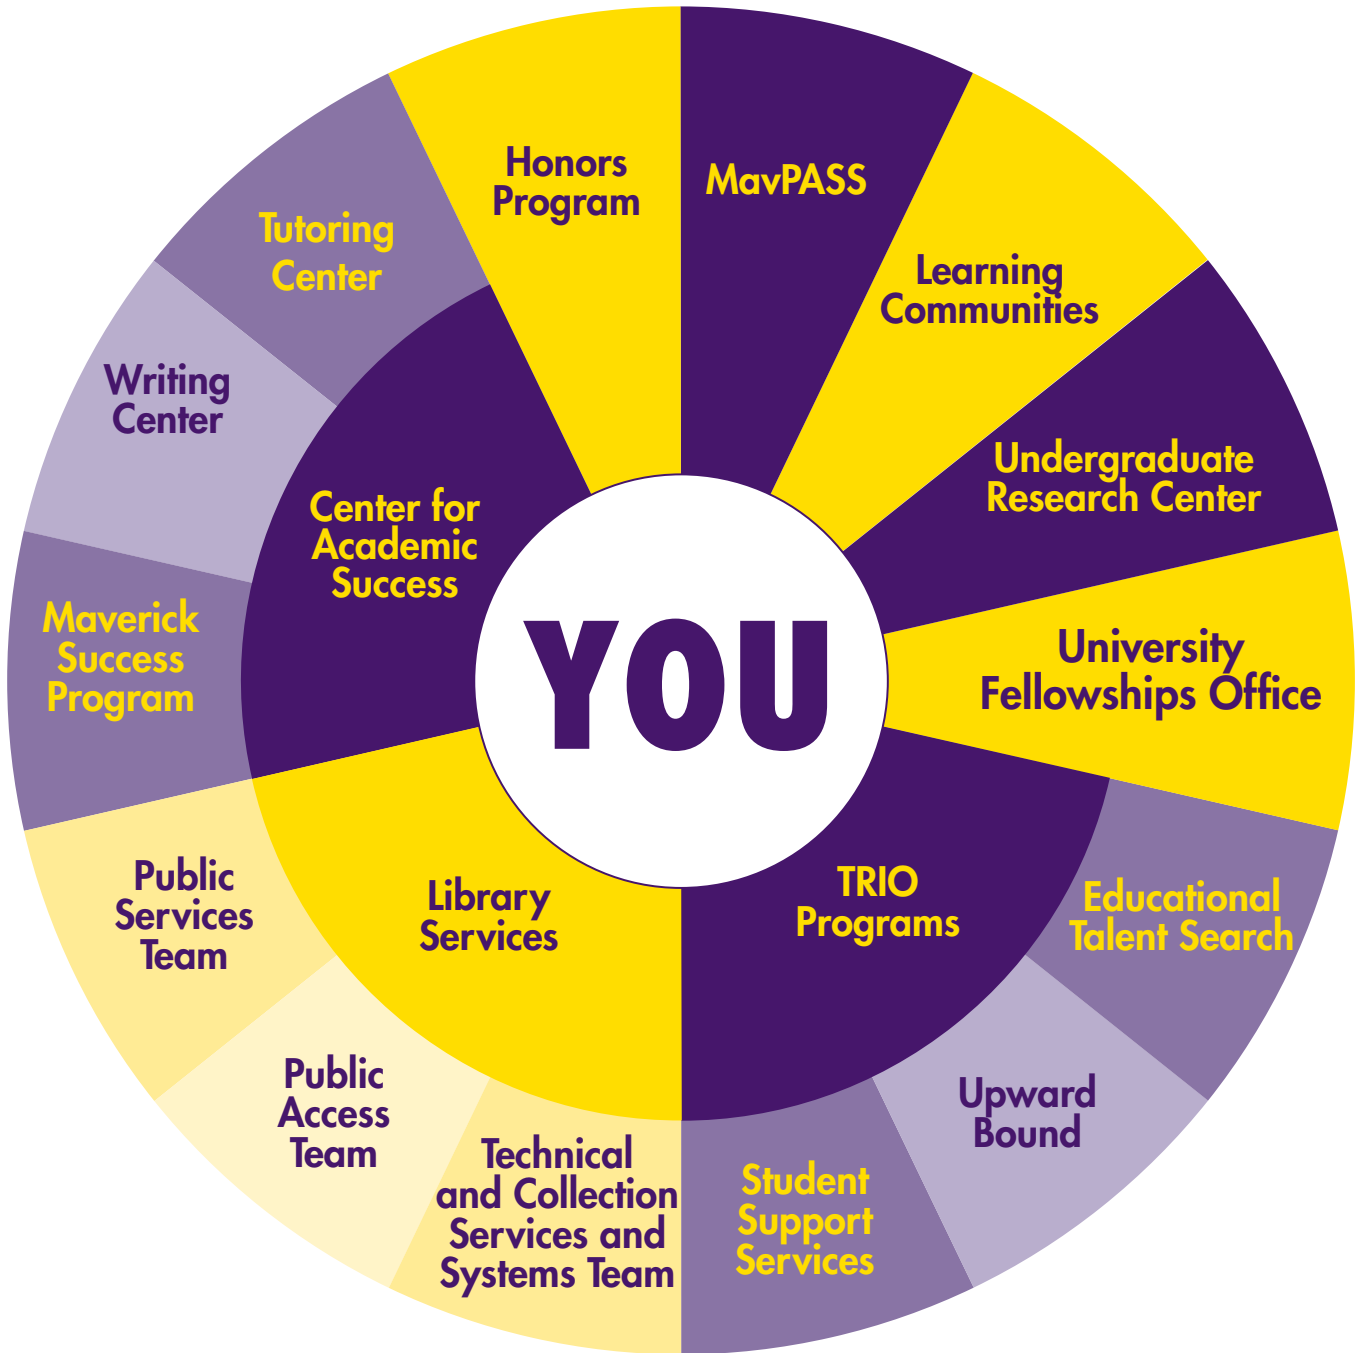 Honors
Program
MavPASS
Learning
Communities
Undergraduate
Research Center
University
Fellowships Office
Educational
Talent Search
Upward
Bound
Student
Support
Services
TRIO
Programs
Technical
and Collection
Services and
Systems Team
Public
Access
Team
Public
Services
Team
Library
Services
Maverick
Success
Program
Writing
Center
Tutoring
Center
Center for
Academic
Success
YOU